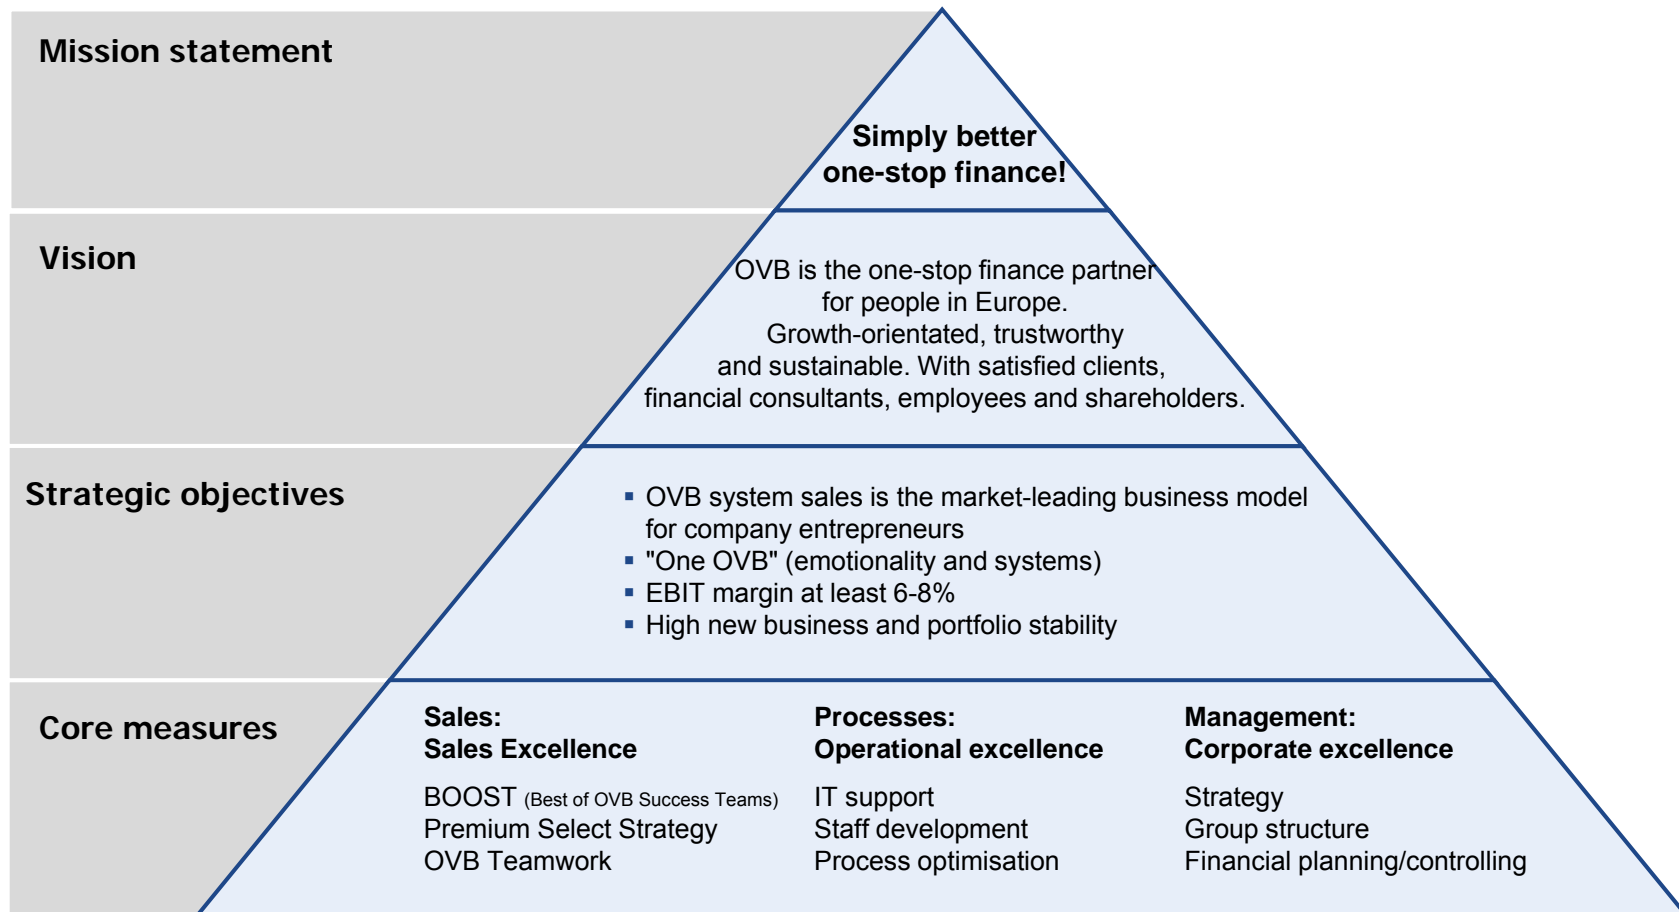 Mission statement
Simply better
one-stop finance!
Vision
OVB is the one-stop finance partner
for people in Europe.
Growth-orientated, trustworthy
and sustainable. With satisfied clients,
financial consultants, employees and shareholders.
Strategic objectives
▪ OVB system sales is the market-leading business model
for company entrepreneurs
▪ "One OVB" (emotionality and systems)
▪ EBIT margin at least 6-8%
▪ High new business and portfolio stability
Core measures
Sales:
Sales Excellence
BOOST (Best of OVB Success Teams)
Premium Select Strategy
OVB Teamwork
Processes:
Operational excellence
IT support
Staff development
Process optimisation
Management:
Corporate excellence
Strategy
Group structure
Financial planning/controlling